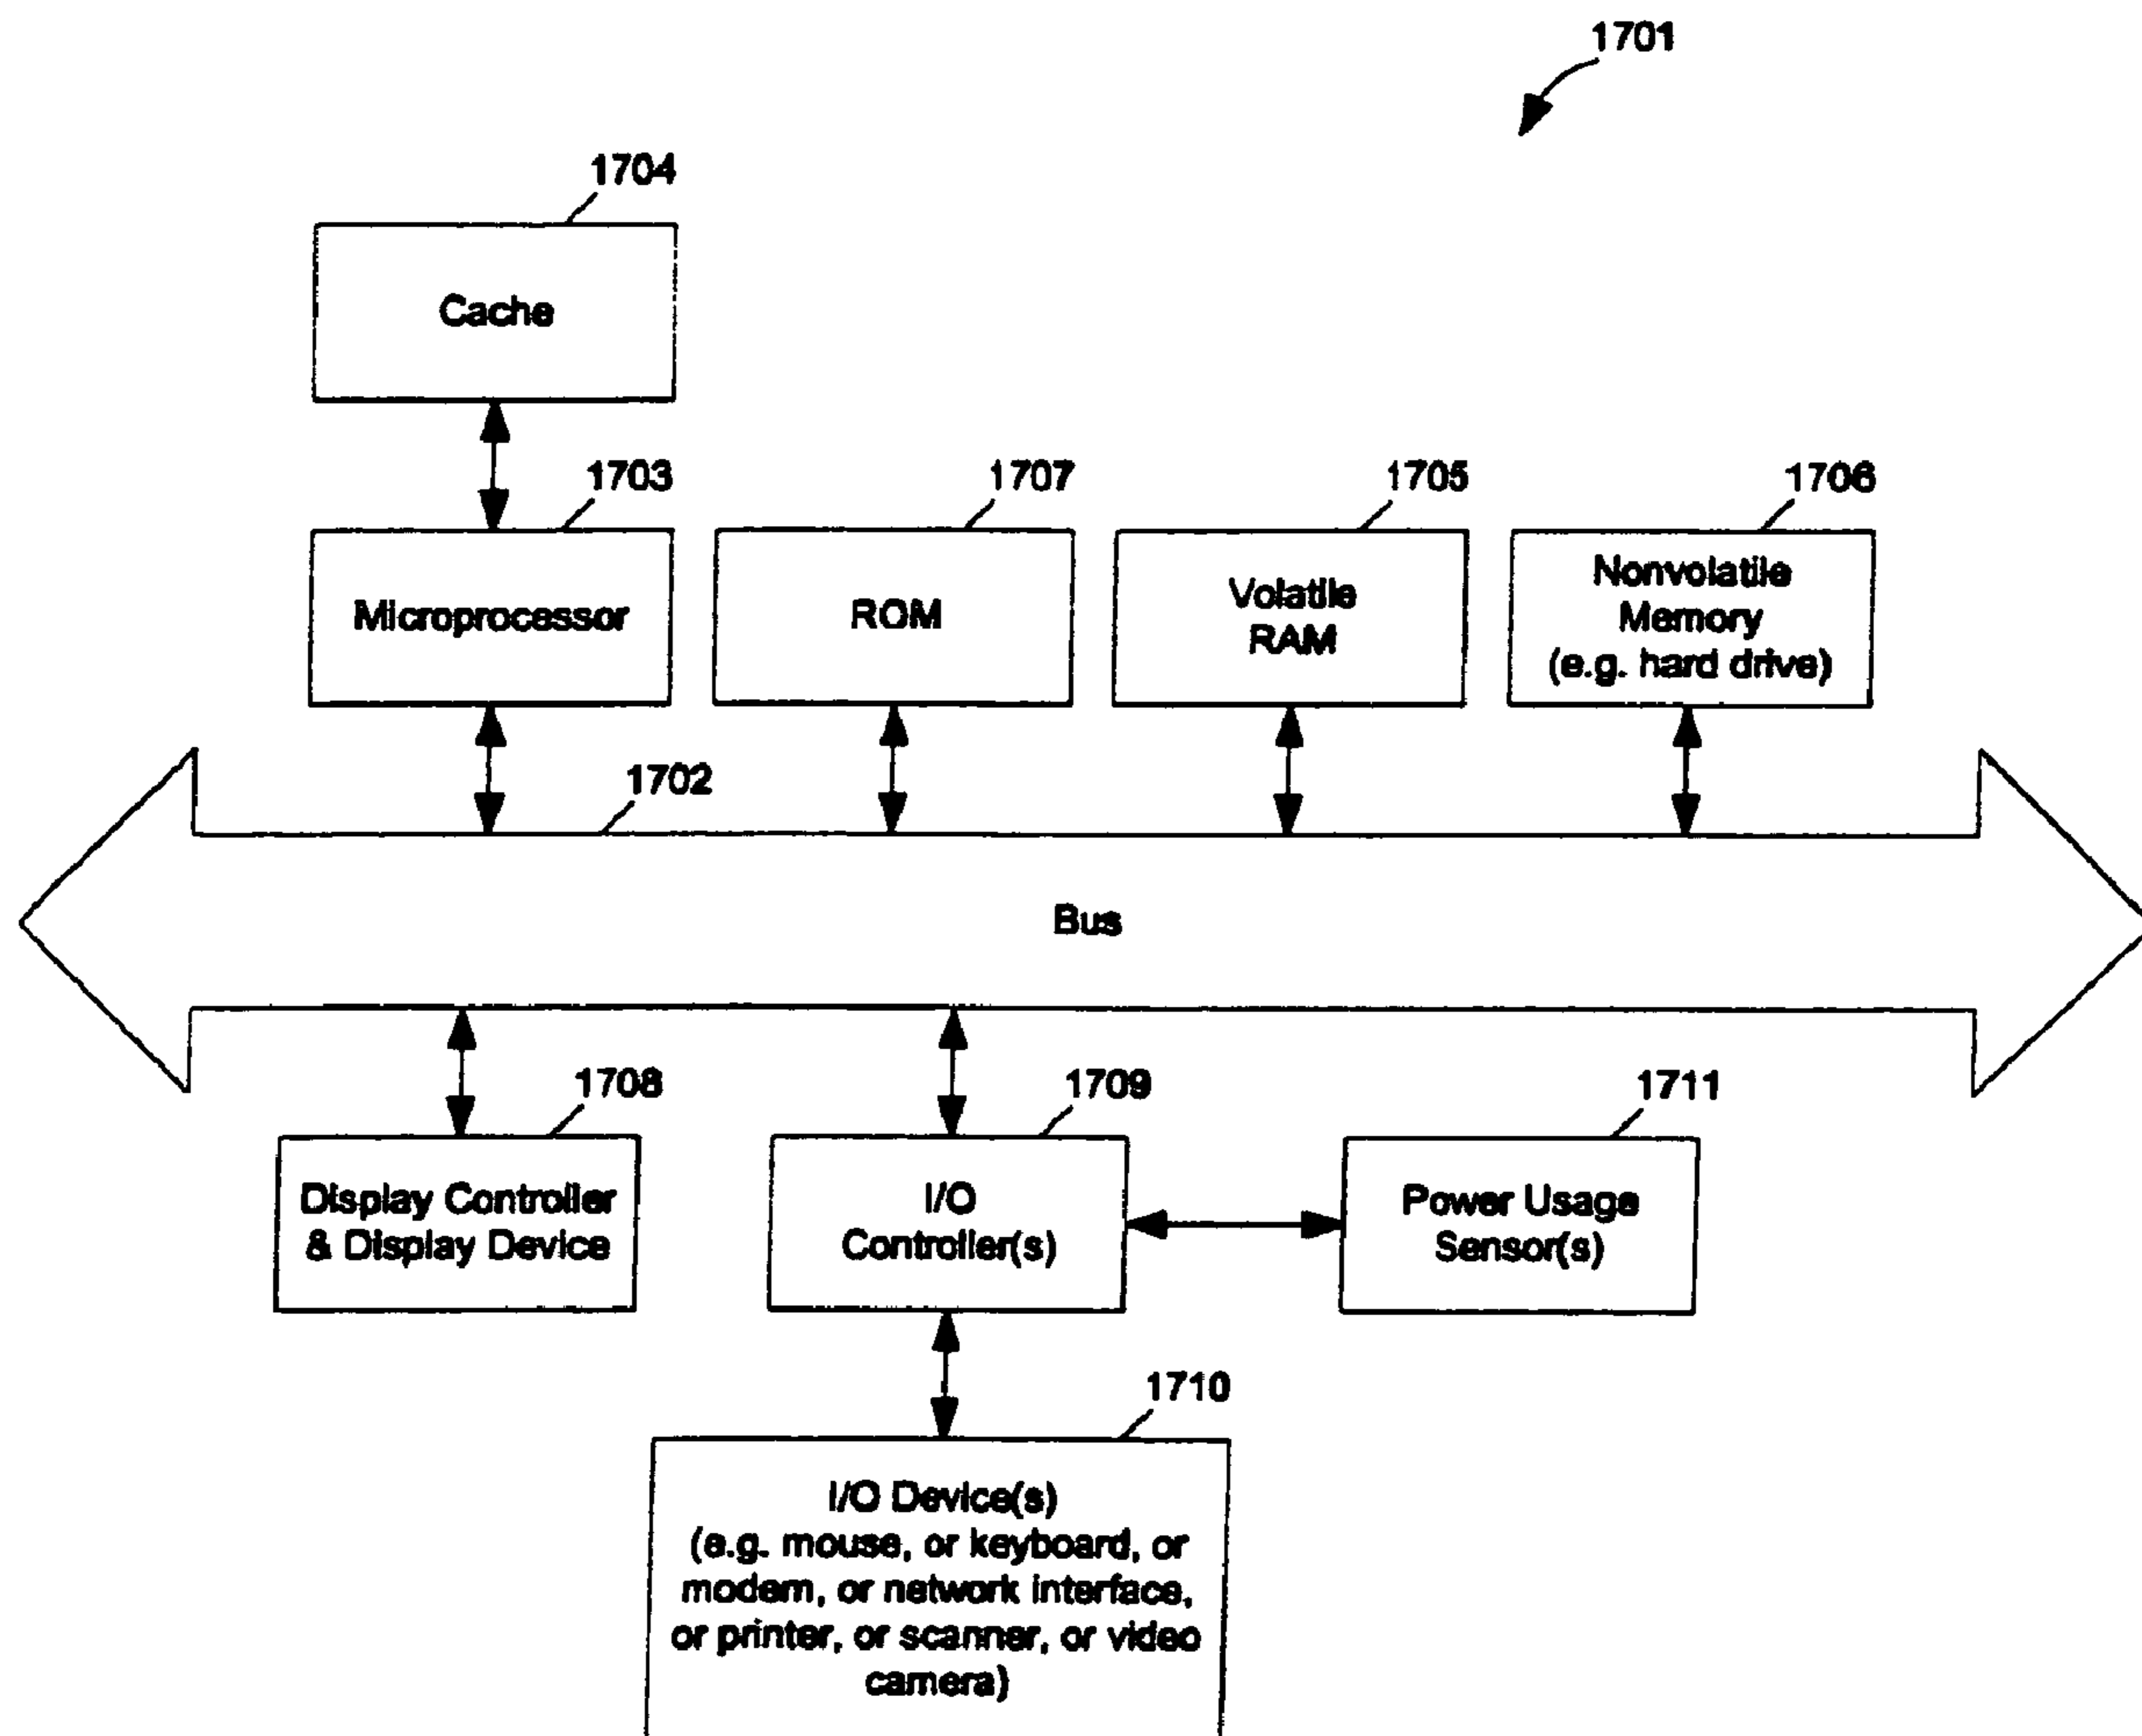 1701
1704
Cache
1703
1707
1705
1706
Microprocessor
ROM
Volatile
RAM
Nonvolatile
Memory
(e.g. hard drive)
1702
Bus
1708
1709
1711
Display Controller
& Display Device
I/O
Controller(s)
Power Usage
Sensor(s)
1710
I/O Device(s)
(e.g. mouse, or keyboard, or
modem, or network interface,
or printer, or scanner, or video
camera)